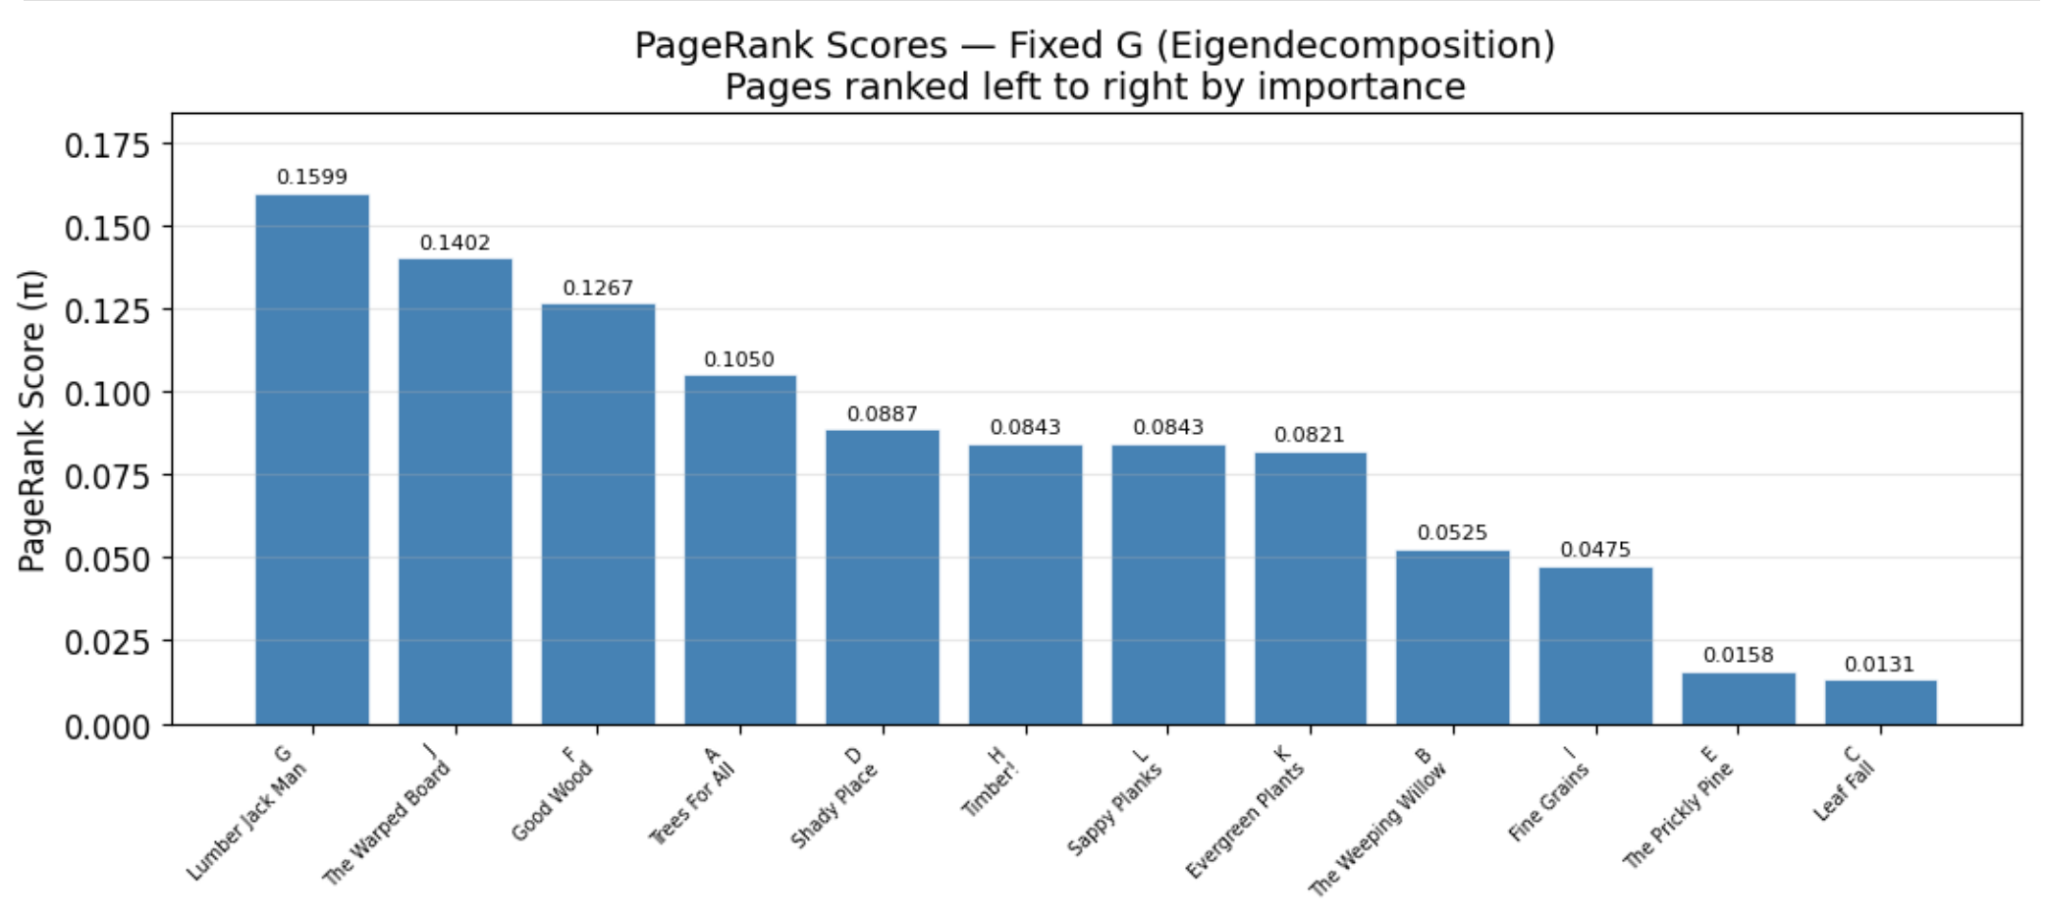 PageRank Scores — Fixed G (Eigendecomposition)
Pages ranked left to right by importance
PageRank Score (π)
0.175
0.150
0.125
0.100
0.075
0.050
0.025
0.000
0.1599
0.1402
0.1267
0.1050
0.0887
0.0843
0.0843
0.0821
0.0525
0.0475
0.0158
0.0131
G
Lumber Jack Man
J
The Warped Board
F
Good Wood
A
Trees For All
D
Shady Place
H
Timber!
L
Sappy Planks
K
Evergreen Plants
B
The Weeping Willow
I
Fine Grains
E
The Prickly Pine
C
Leaf Fall